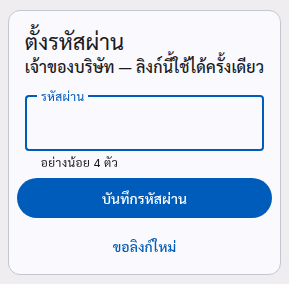 ตั้งรหัสผ่าน
เจ้าของบริษัท — ลิงก์นี้ใช้ได้ครั้งเดียว
รหัสผ่าน
อย่างน้อย 4 ตัว
บันทึกรหัสผ่าน
ขอลิงก์ใหม่